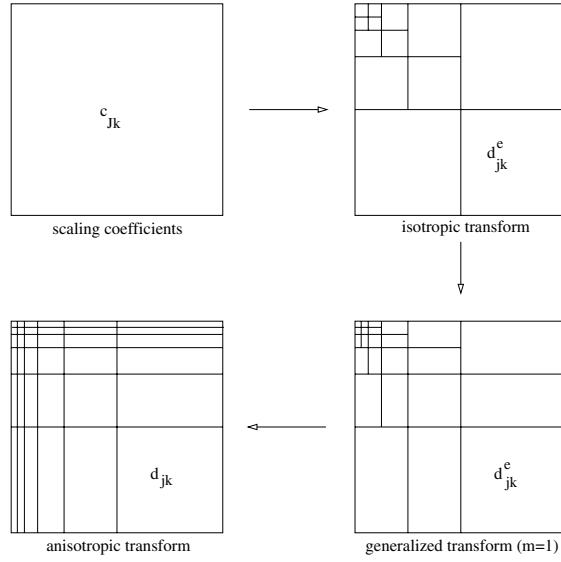 c_Jk
d^e_jk
scaling coefficients
isotropic transform
d_jk
d^e_jk
anisotropic transform
generalized transform (m=1)